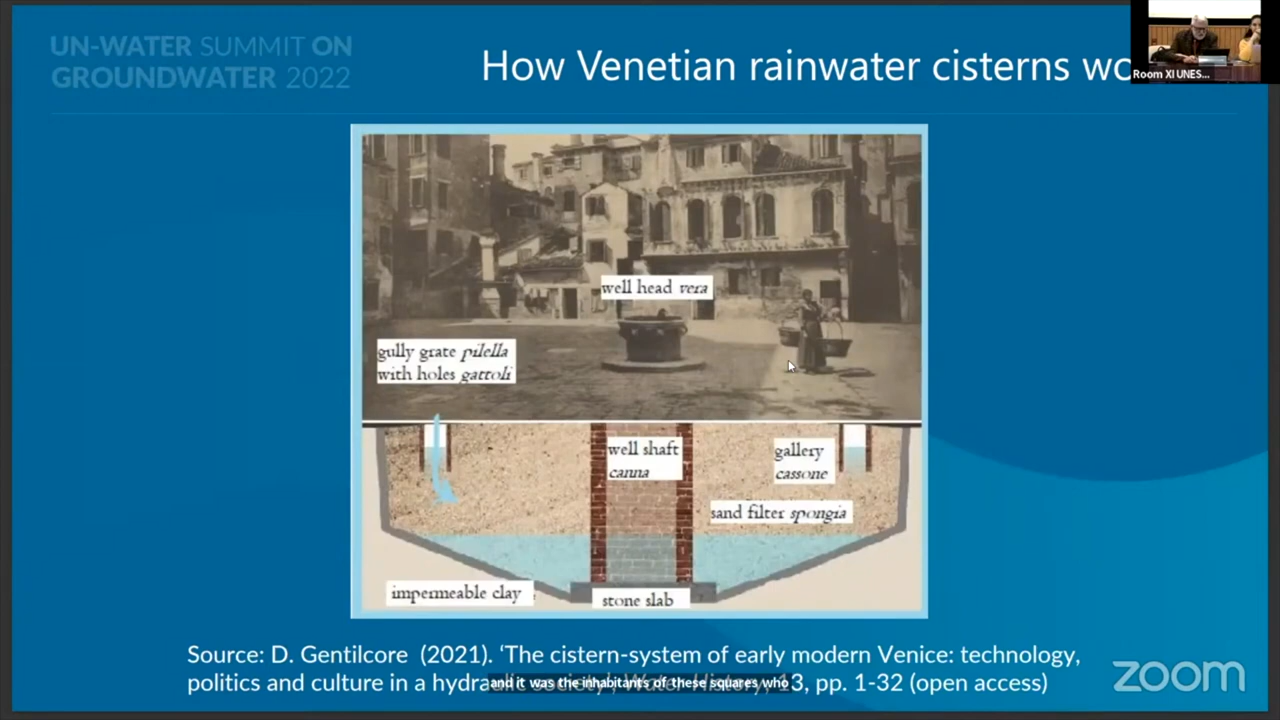 UN-WATER SUMMIT ON
GROUNDWATER 2022
How Venetian rainwater cisterns wo
Room XI UNES...
well head vera
gully grate pilella
with holes gattoli
well shaft
canna
gallery
cassone
sand filter spongia
impermeable clay
stone slab
Source: D. Gentilcore (2021). ‘The cistern-system of early modern Venice: technology,
politics and culture in a hydra 13, pp. 1-32 (open access)
and it was the inhabitants of these squares who
zoom